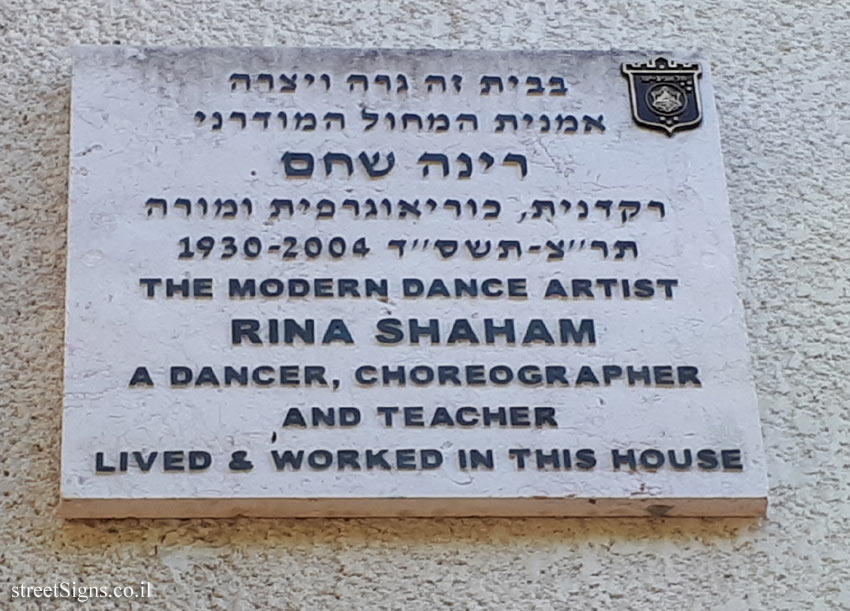 בבית זה גרה ויצרה
אמנית המחול המודרני
רינה שחם
רקדנית, כוריאוגרפית ומורה
תר״צ-תשס״ד 1930-2004
THE MODERN DANCE ARTIST
RINA SHAHAM
A DANCER, CHOREOGRAPHER
AND TEACHER
LIVED & WORKED IN THIS HOUSE
streetSigns.co.il